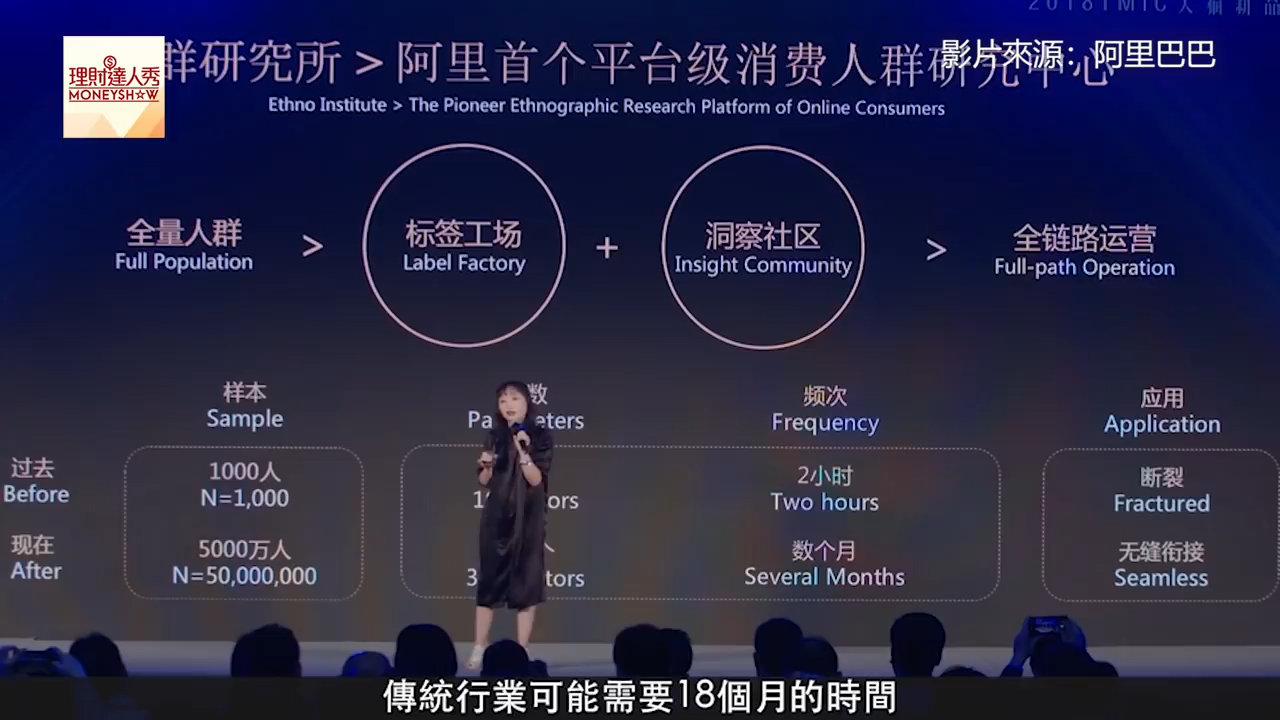 2018TMIC
理財達人秀
MONEYSHOW
影片來源：阿里巴巴
群研究所 > 阿里首个平台级消费人群研究中心
Ethno Institute > The Pioneer Ethnographic Research Platform of Online Consumers
全量人群
Full Population
>
标签工场
Label Factory
+
洞察社区
Insight Community
>
全链路运营
Full-path Operation
样本
Sample
数
频次
Frequency
应用
Application
过去
Before
1000人
N=1,000
2小时
Two hours
断裂
Fractured
现在
After
5000万人
N=50,000,000
数个月
Several Months
无缝衔接
Seamless
傳統行業可能需要18個月的時間